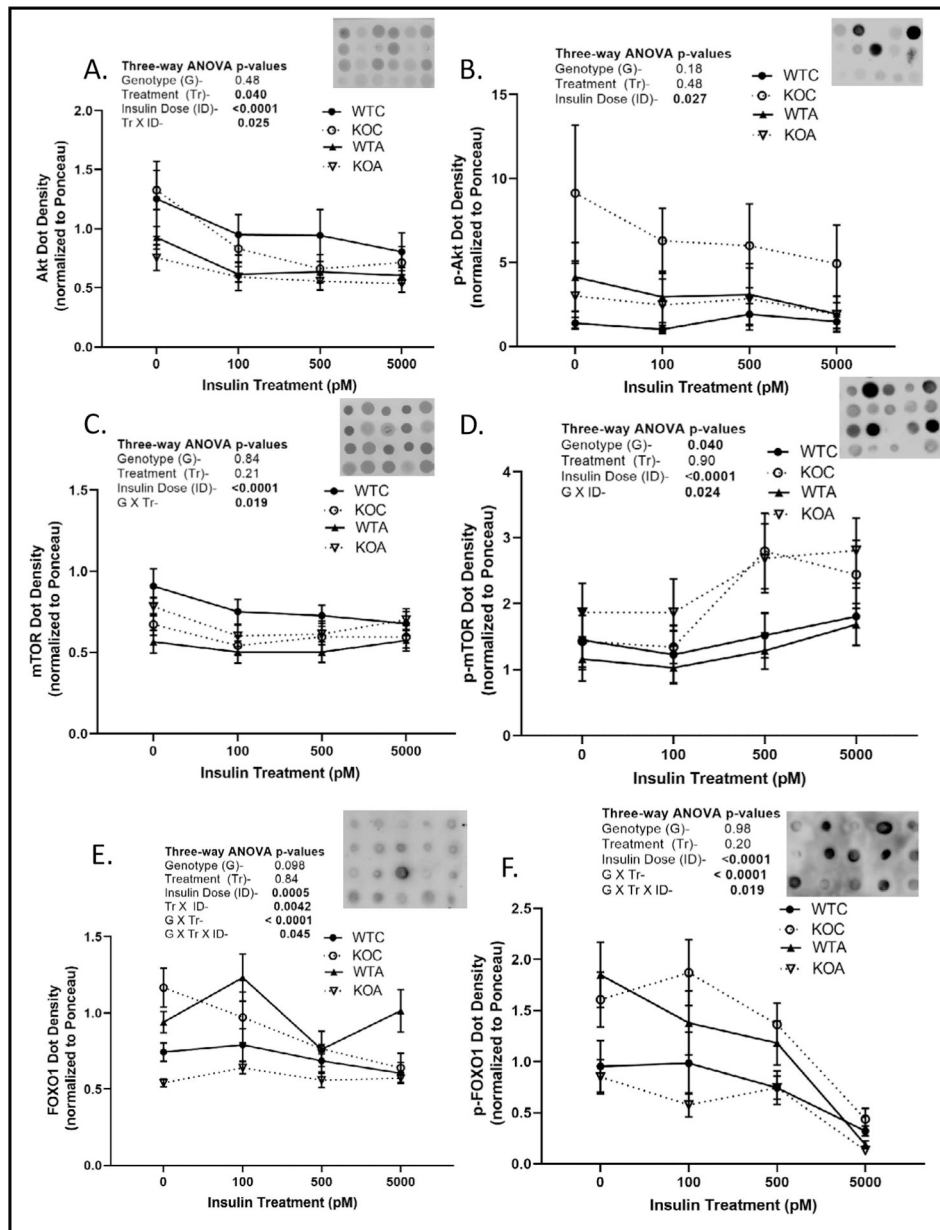 A.
Three-way ANOVA p-values
Genotype (G)- 0.48
Treatment (Tr)- 0.040
Insulin Dose (ID)- <0.0001
Tr X ID- 0.025
WTC
KOC
WTA
KOA
2.0
1.5
1.0
0.5
0.0
Akt Dot Density
(normalized to Ponceau)
0 100 500 5000
Insulin Treatment (pM)
B.
Three-way ANOVA p-values
Genotype (G)- 0.18
Treatment (Tr)- 0.48
Insulin Dose (ID)- 0.027
WTC
KOC
WTA
KOA
15
10
5
0
p-Akt Dot Density
(normalized to Ponceau)
0 100 500 5000
Insulin Treatment (pM)
C.
Three-way ANOVA p-values
Genotype (G)- 0.84
Treatment (Tr)- 0.21
Insulin Dose (ID)- <0.0001
G X Tr- 0.019
WTC
KOC
WTA
KOA
1.5
1.0
0.5
0.0
mTOR Dot Density
(normalized to Ponceau)
0 100 500 5000
Insulin Treatment (pM)
D.
Three-way ANOVA p-values
Genotype (G)- 0.040
Treatment (Tr)- 0.90
Insulin Dose (ID)- <0.0001
G X ID- 0.024
WTC
KOC
WTA
KOA
4
3
2
1
0
p-mTOR Dot Density
(normalized to Ponceau)
0 100 500 5000
Insulin Treatment (pM)
E.
Three-way ANOVA p-values
Genotype (G)- 0.098
Treatment (Tr)- 0.84
Insulin Dose (ID)- 0.0005
Tr X ID- 0.0042
G X Tr- < 0.0001
G X Tr X ID- 0.045
WTC
KOC
WTA
KOA
1.5
1.0
0.5
0.0
FOXO1 Dot Density
(normalized to Ponceau)
0 100 500 5000
Insulin Treatment (pM)
F.
Three-way ANOVA p-values
Genotype (G)- 0.98
Treatment (Tr)- 0.20
Insulin Dose (ID)- <0.0001
G X Tr- < 0.0001
G X Tr X ID- 0.019
WTC
KOC
WTA
KOA
2.5
2.0
1.5
1.0
0.5
0.0
p-FOXO1 Dot Density
(normalized to Ponceau)
0 100 500 5000
Insulin Treatment (pM)